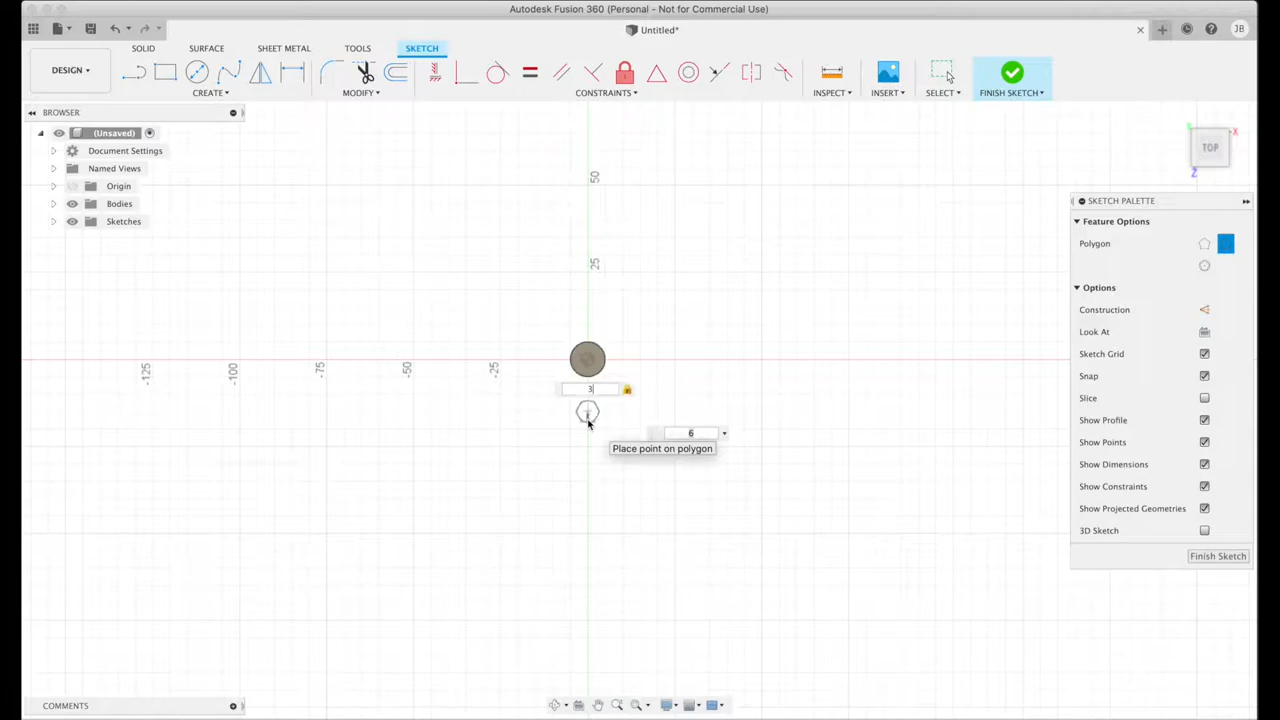 Autodesk Fusion 360 (Personal - Not for Commercial Use)
Untitled*
JB
SOLID SURFACE SHEET METAL TOOLS SKETCH
DESIGN
CREATE MODIFY CONSTRAINTS INSPECT INSERT SELECT FINISH SKETCH
BROWSER
(Unsaved)
Document Settings
Named Views
Origin
Bodies
Sketches
TOP
X
Z
50
25
-125
-100
-75
-50
-25
3
6
Place point on polygon
SKETCH PALETTE
Feature Options
Polygon
Options
Construction
Look At
Sketch Grid
Snap
Slice
Show Profile
Show Points
Show Dimensions
Show Constraints
Show Projected Geometries
3D Sketch
Finish Sketch
COMMENTS